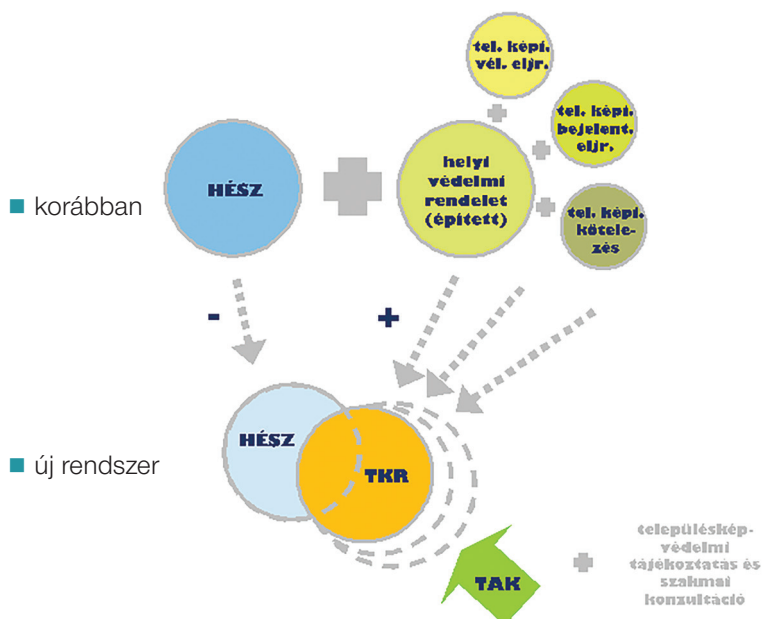 tel. képi.
vél. eljr.
tel. képi.
bejelent.
eljr.
HÉSZ
helyi
védelmi
rendelet
(épített)
korábban
tel. képi.
kötele-
zés
-
+
HÉSZ
új rendszer
TKR
TAK
településkép-
védelmi
tájékoztatás és
szakmai
konzultáció